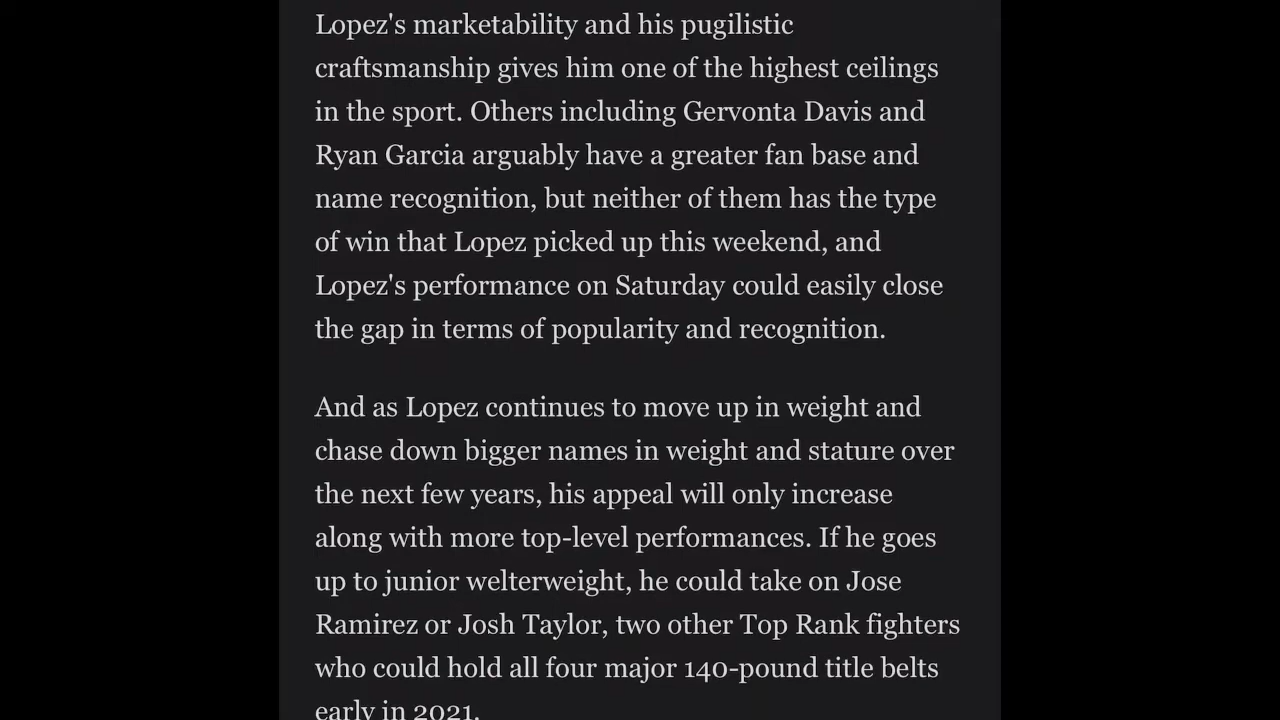 Lopez's marketability and his pugilistic
craftsmanship gives him one of the highest ceilings
in the sport. Others including Gervonta Davis and
Ryan Garcia arguably have a greater fan base and
name recognition, but neither of them has the type
of win that Lopez picked up this weekend, and
Lopez's performance on Saturday could easily close
the gap in terms of popularity and recognition.
And as Lopez continues to move up in weight and
chase down bigger names in weight and stature over
the next few years, his appeal will only increase
along with more top-level performances. If he goes
up to junior welterweight, he could take on Jose
Ramirez or Josh Taylor, two other Top Rank fighters
who could hold all four major 140-pound title belts
early in 2021.